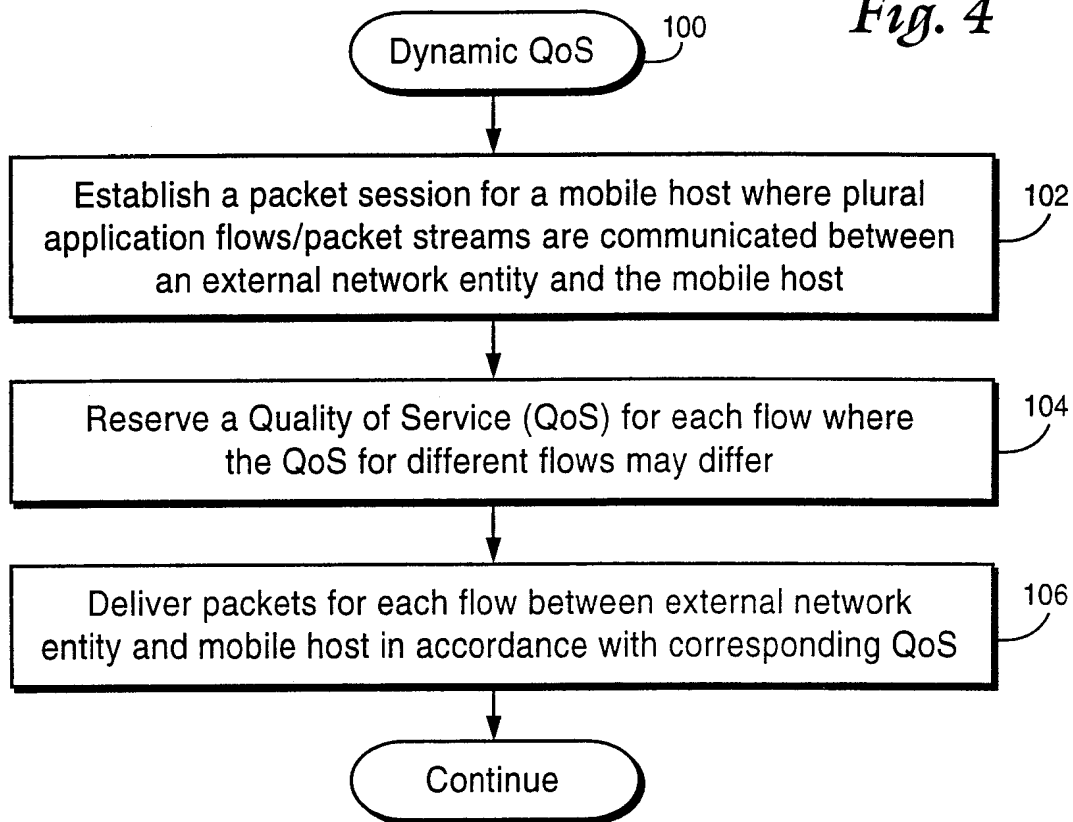 Fig. 4
Dynamic QoS
100
Establish a packet session for a mobile host where plural
application flows/packet streams are communicated between
an external network entity and the mobile host
102
Reserve a Quality of Service (QoS) for each flow where
the QoS for different flows may differ
104
Deliver packets for each flow between external network
entity and mobile host in accordance with corresponding QoS
106
Continue